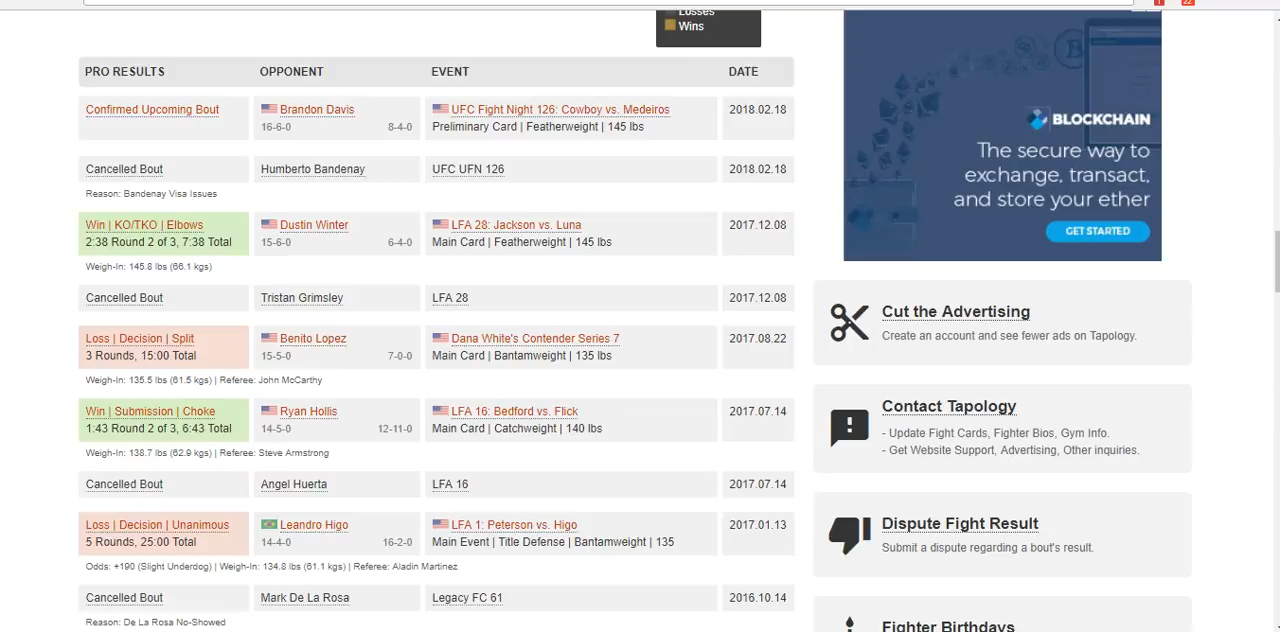 Losses
Wins
PRO RESULTS OPPONENT EVENT DATE
Confirmed Upcoming Bout Brandon Davis UFC Fight Night 126: Cowboy vs. Medeiros 2018.02.18
16-6-0 8-4-0 Preliminary Card | Featherweight | 145 lbs
Cancelled Bout Humberto Bandenay UFC UFN 126 2018.02.18
Reason: Bandenay Visa Issues
Win | KO/TKO | Elbows Dustin Winter LFA 28: Jackson vs. Luna 2017.12.08
2:38 Round 2 of 3, 7:38 Total 15-6-0 6-4-0 Main Card | Featherweight | 145 lbs
Weigh-In: 145.8 lbs (66.1 kgs)
Cancelled Bout Tristan Grimsley LFA 28 2017.12.08
Loss | Decision | Split Benito Lopez Dana White's Contender Series 7 2017.08.22
3 Rounds, 15:00 Total 15-5-0 7-0-0 Main Card | Bantamweight | 135 lbs
Weigh-In: 135.5 lbs (61.5 kgs) | Referee: John McCarthy
Win | Submission | Choke Ryan Hollis LFA 16: Bedford vs. Flick 2017.07.14
1:43 Round 2 of 3, 6:43 Total 14-5-0 12-11-0 Main Card | Catchweight | 140 lbs
Weigh-In: 138.7 lbs (62.9 kgs) | Referee: Steve Armstrong
Cancelled Bout Angel Huerta LFA 16 2017.07.14
Loss | Decision | Unanimous Leandro Higo LFA 1: Peterson vs. Higo 2017.01.13
5 Rounds, 25:00 Total 14-4-0 16-2-0 Main Event | Title Defense | Bantamweight | 135
Odds: +190 (Slight Underdog) | Weigh-In: 134.8 lbs (61.1 kgs) | Referee: Aladin Martinez
Cancelled Bout Mark De La Rosa Legacy FC 61 2016.10.14
Reason: De La Rosa No-Showed
BLOCKCHAIN
The secure way to
exchange, transact,
and store your ether
GET STARTED
Cut the Advertising
Create an account and see fewer ads on Tapology.
Contact Tapology
- Update Fight Cards, Fighter Bios, Gym Info.
- Get Website Support, Advertising, Other inquiries.
Dispute Fight Result
Submit a dispute regarding a bout's result.
Fighter Birthdays